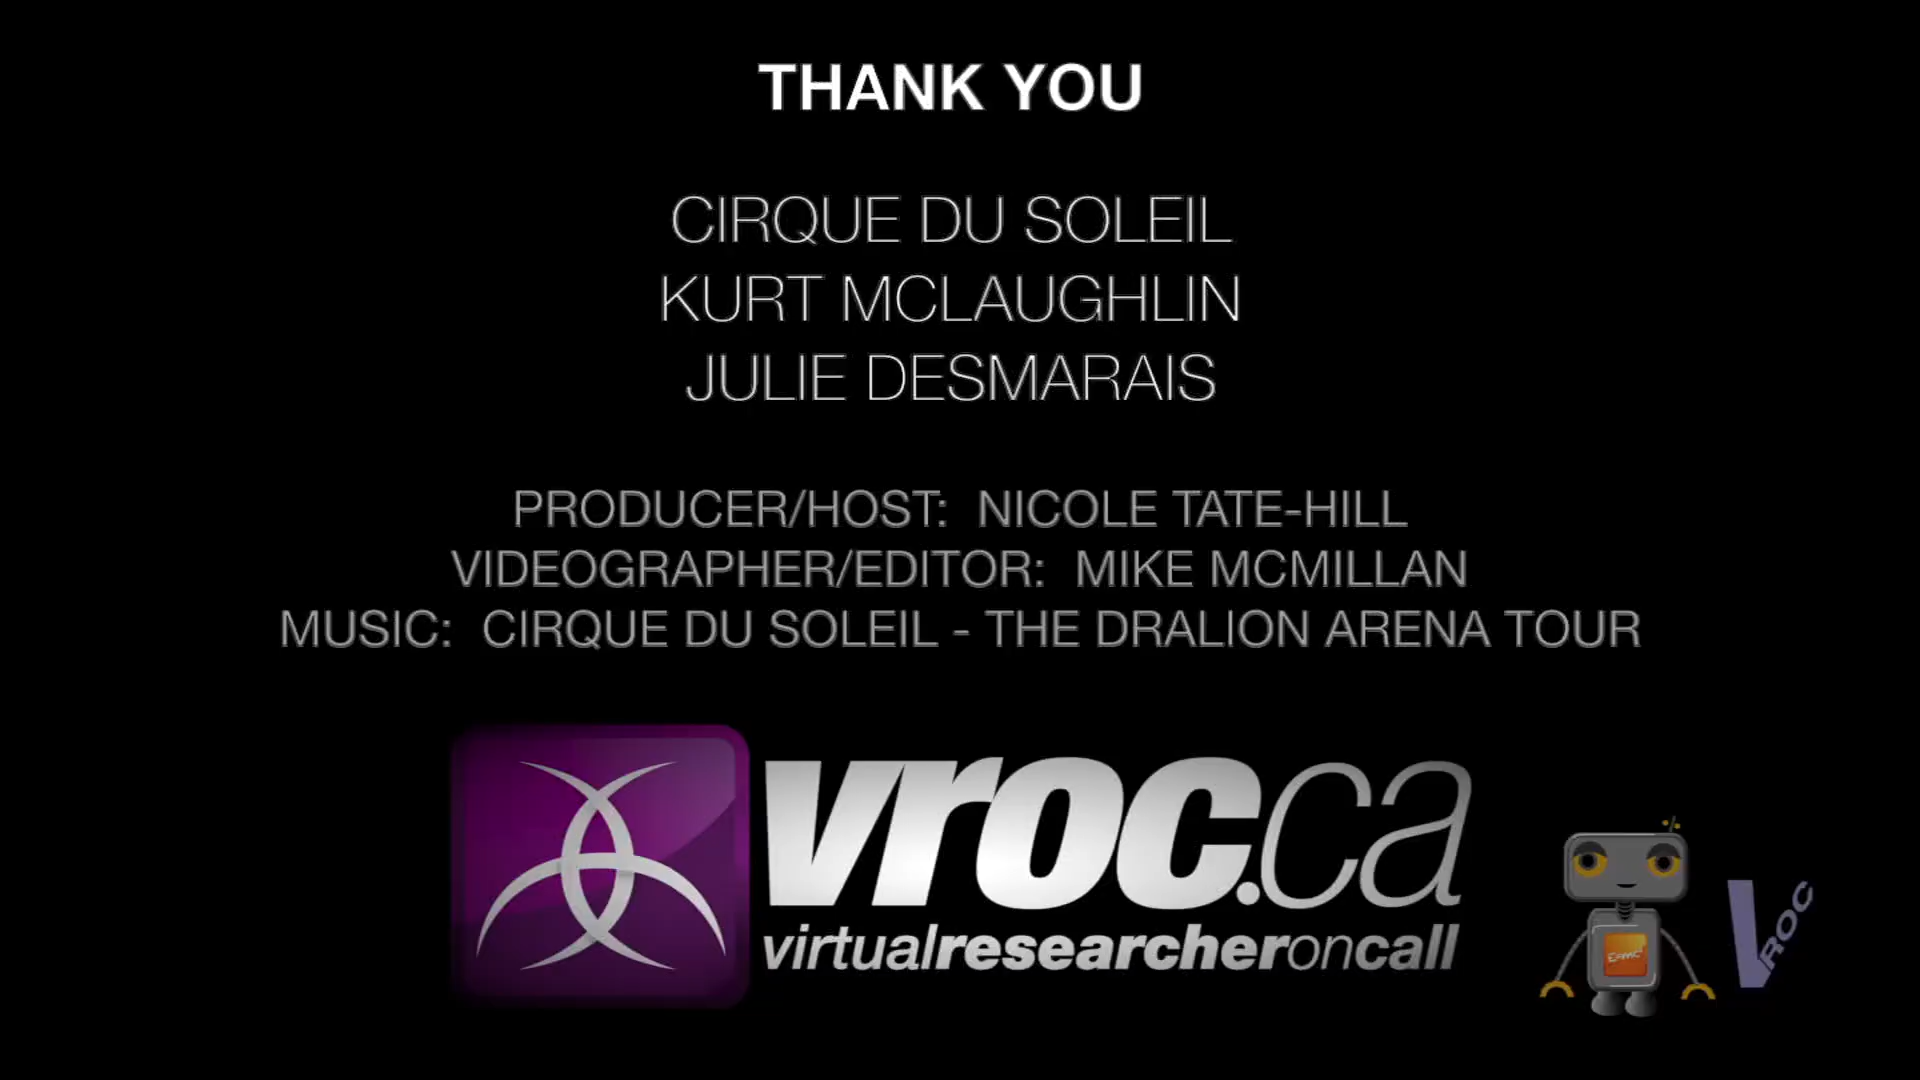 THANK YOU
CIRQUE DU SOLEIL
KURT MCLAUGHLIN
JULIE DESMARAIS
PRODUCER/HOST: NICOLE TATE-HILL
VIDEOGRAPHER/EDITOR: MIKE MCMILLAN
MUSIC: CIRQUE DU SOLEIL - THE DRALION ARENA TOUR
vroc.ca
virtualresearcheroncall
VROC